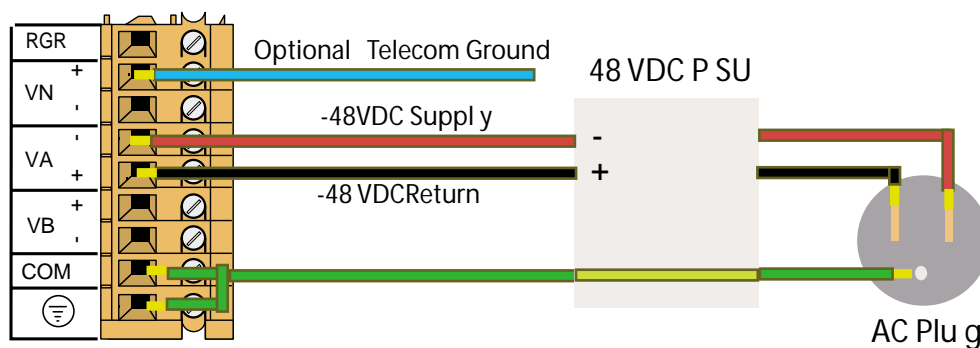 RGR
VN + -
VA - +
VB + -
COM
Optional Telecom Ground
-48VDC Suppl y
-48 VDCReturn
48 VDC P SU
-
+
AC Plu g